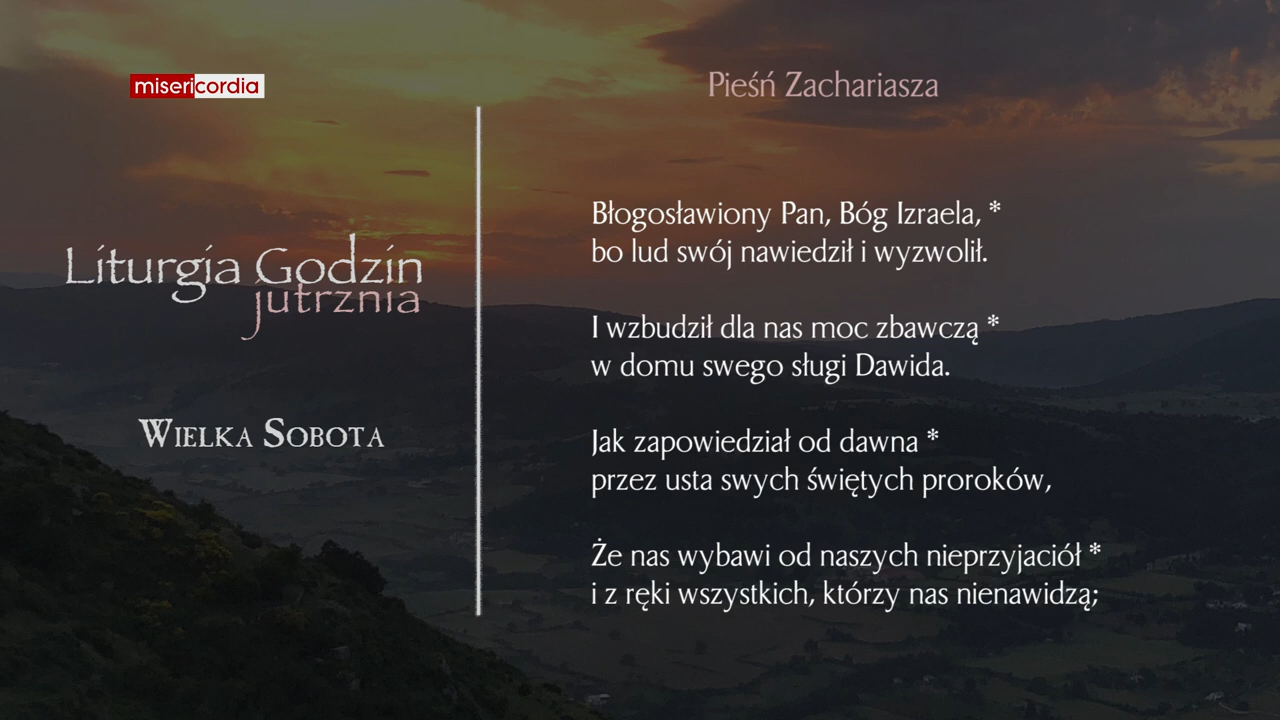 misericordia
Liturgia Godzin
jutrznia
Wielka Sobota
Pieśń Zachariasza
Błogosławiony Pan, Bóg Izraela, *
bo lud swój nawiedził i wyzwolił.
I wzbudził dla nas moc zbawczą *
w domu swego sługi Dawida.
Jak zapowiedział od dawna *
przez usta swych świętych proroków,
Że nas wybawi od naszych nieprzyjaciół *
i z ręki wszystkich, którzy nas nienawidzą;